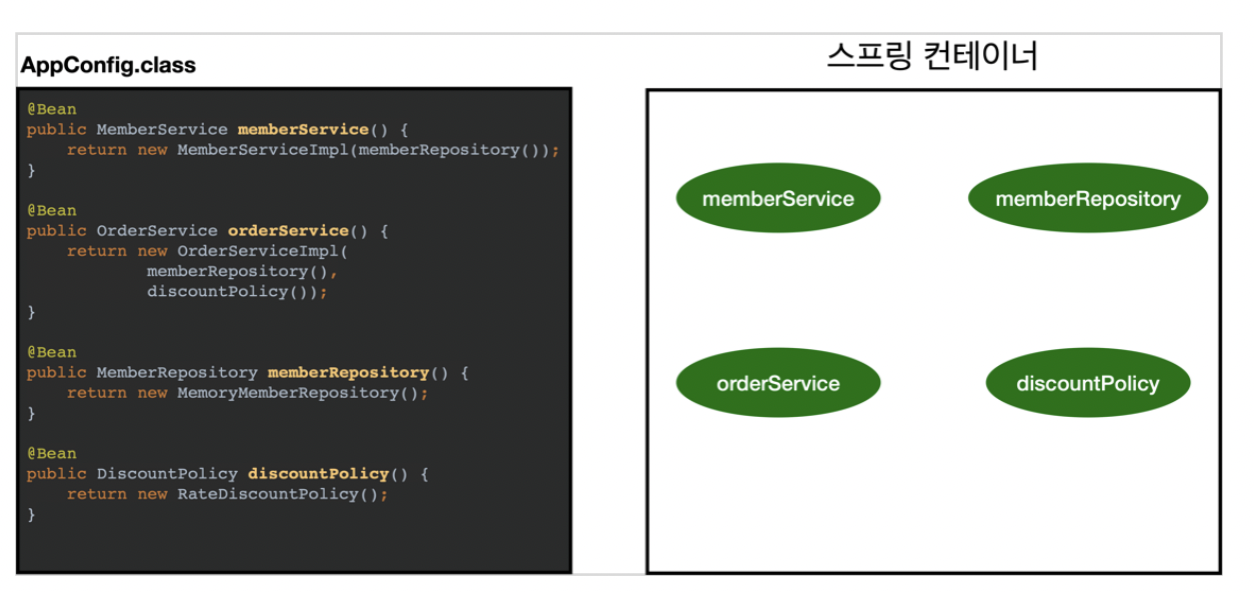 AppConfig.class
@Bean
public MemberService memberService() {
    return new MemberServiceImpl(memberRepository());
}
@Bean
public OrderService orderService() {
    return new OrderServiceImpl(
            memberRepository(),
            discountPolicy());
}
@Bean
public MemberRepository memberRepository() {
    return new MemoryMemberRepository();
}
@Bean
public DiscountPolicy discountPolicy() {
    return new RateDiscountPolicy();
}
스프링 컨테이너
memberService
memberRepository
orderService
discountPolicy